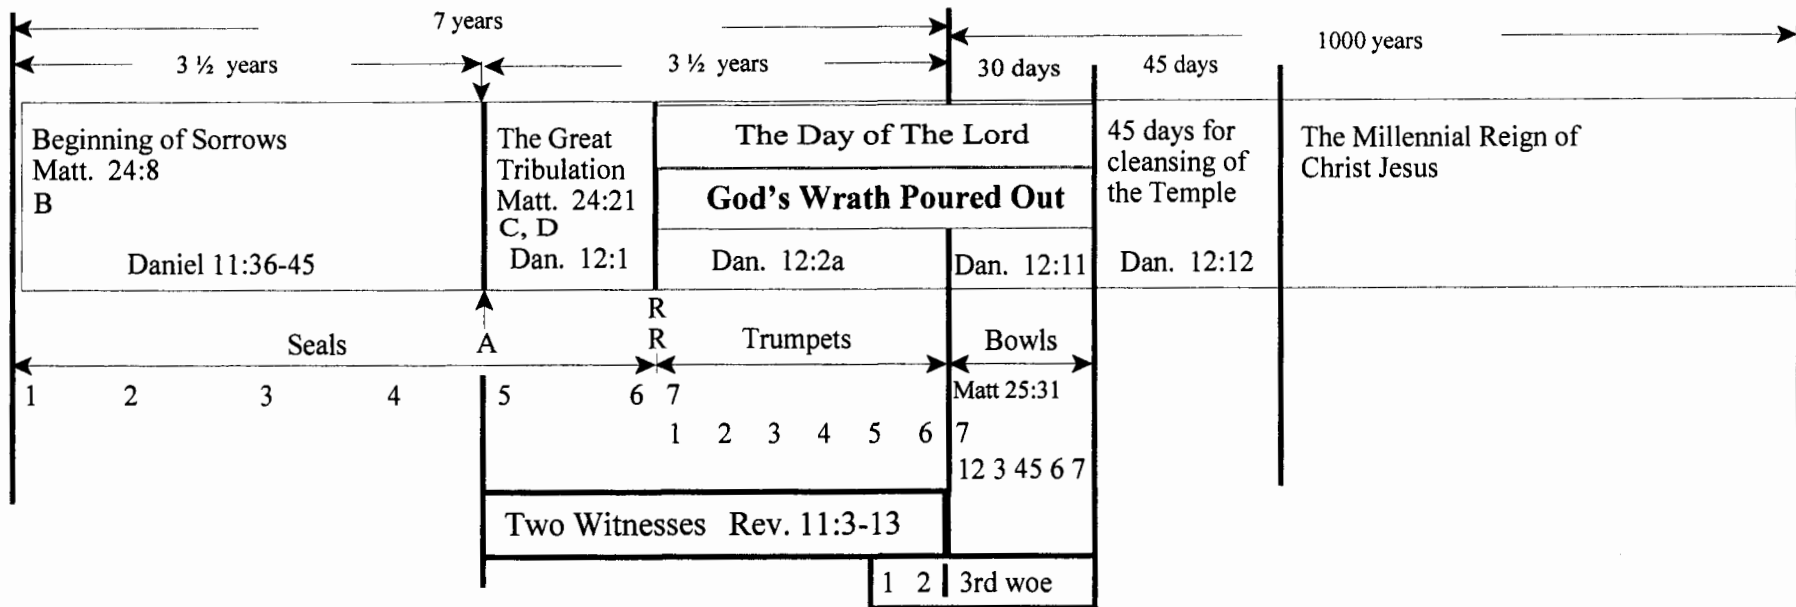 7 years
1000 years
3 ½ years
3 ½ years
30 days
45 days
Beginning of Sorrows
Matt. 24:8
B
Daniel 11:36-45
The Great
Tribulation
Matt. 24:21
C, D
Dan. 12:1
The Day of The Lord
God's Wrath Poured Out
Dan. 12:2a
Dan. 12:11
45 days for
cleansing of
the Temple
Dan. 12:12
The Millennial Reign of
Christ Jesus
Seals
A
R
R
Trumpets
Bowls
1 2 3 4 5 6 7
Matt 25:31
1 2 3 4 5 6 7
12 3 45 6 7
Two Witnesses Rev. 11:3-13
1 2 3rd woe